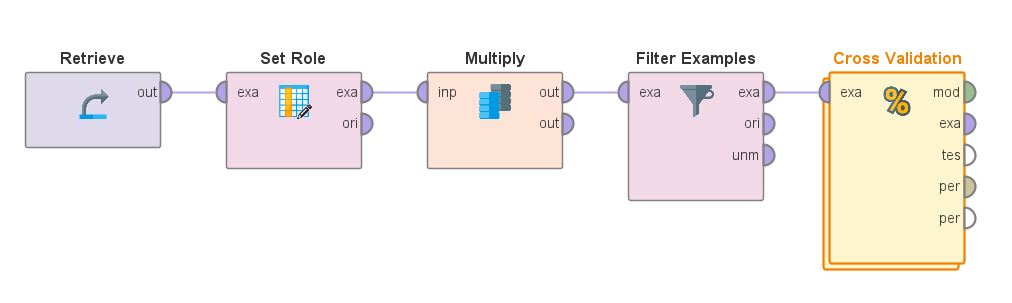 Retrieve
out
Set Role
exa
exa
ori
Multiply
inp
out
out
Filter Examples
exa
exa
ori
unm
Cross Validation
exa
%
mod
exa
tes
per
per